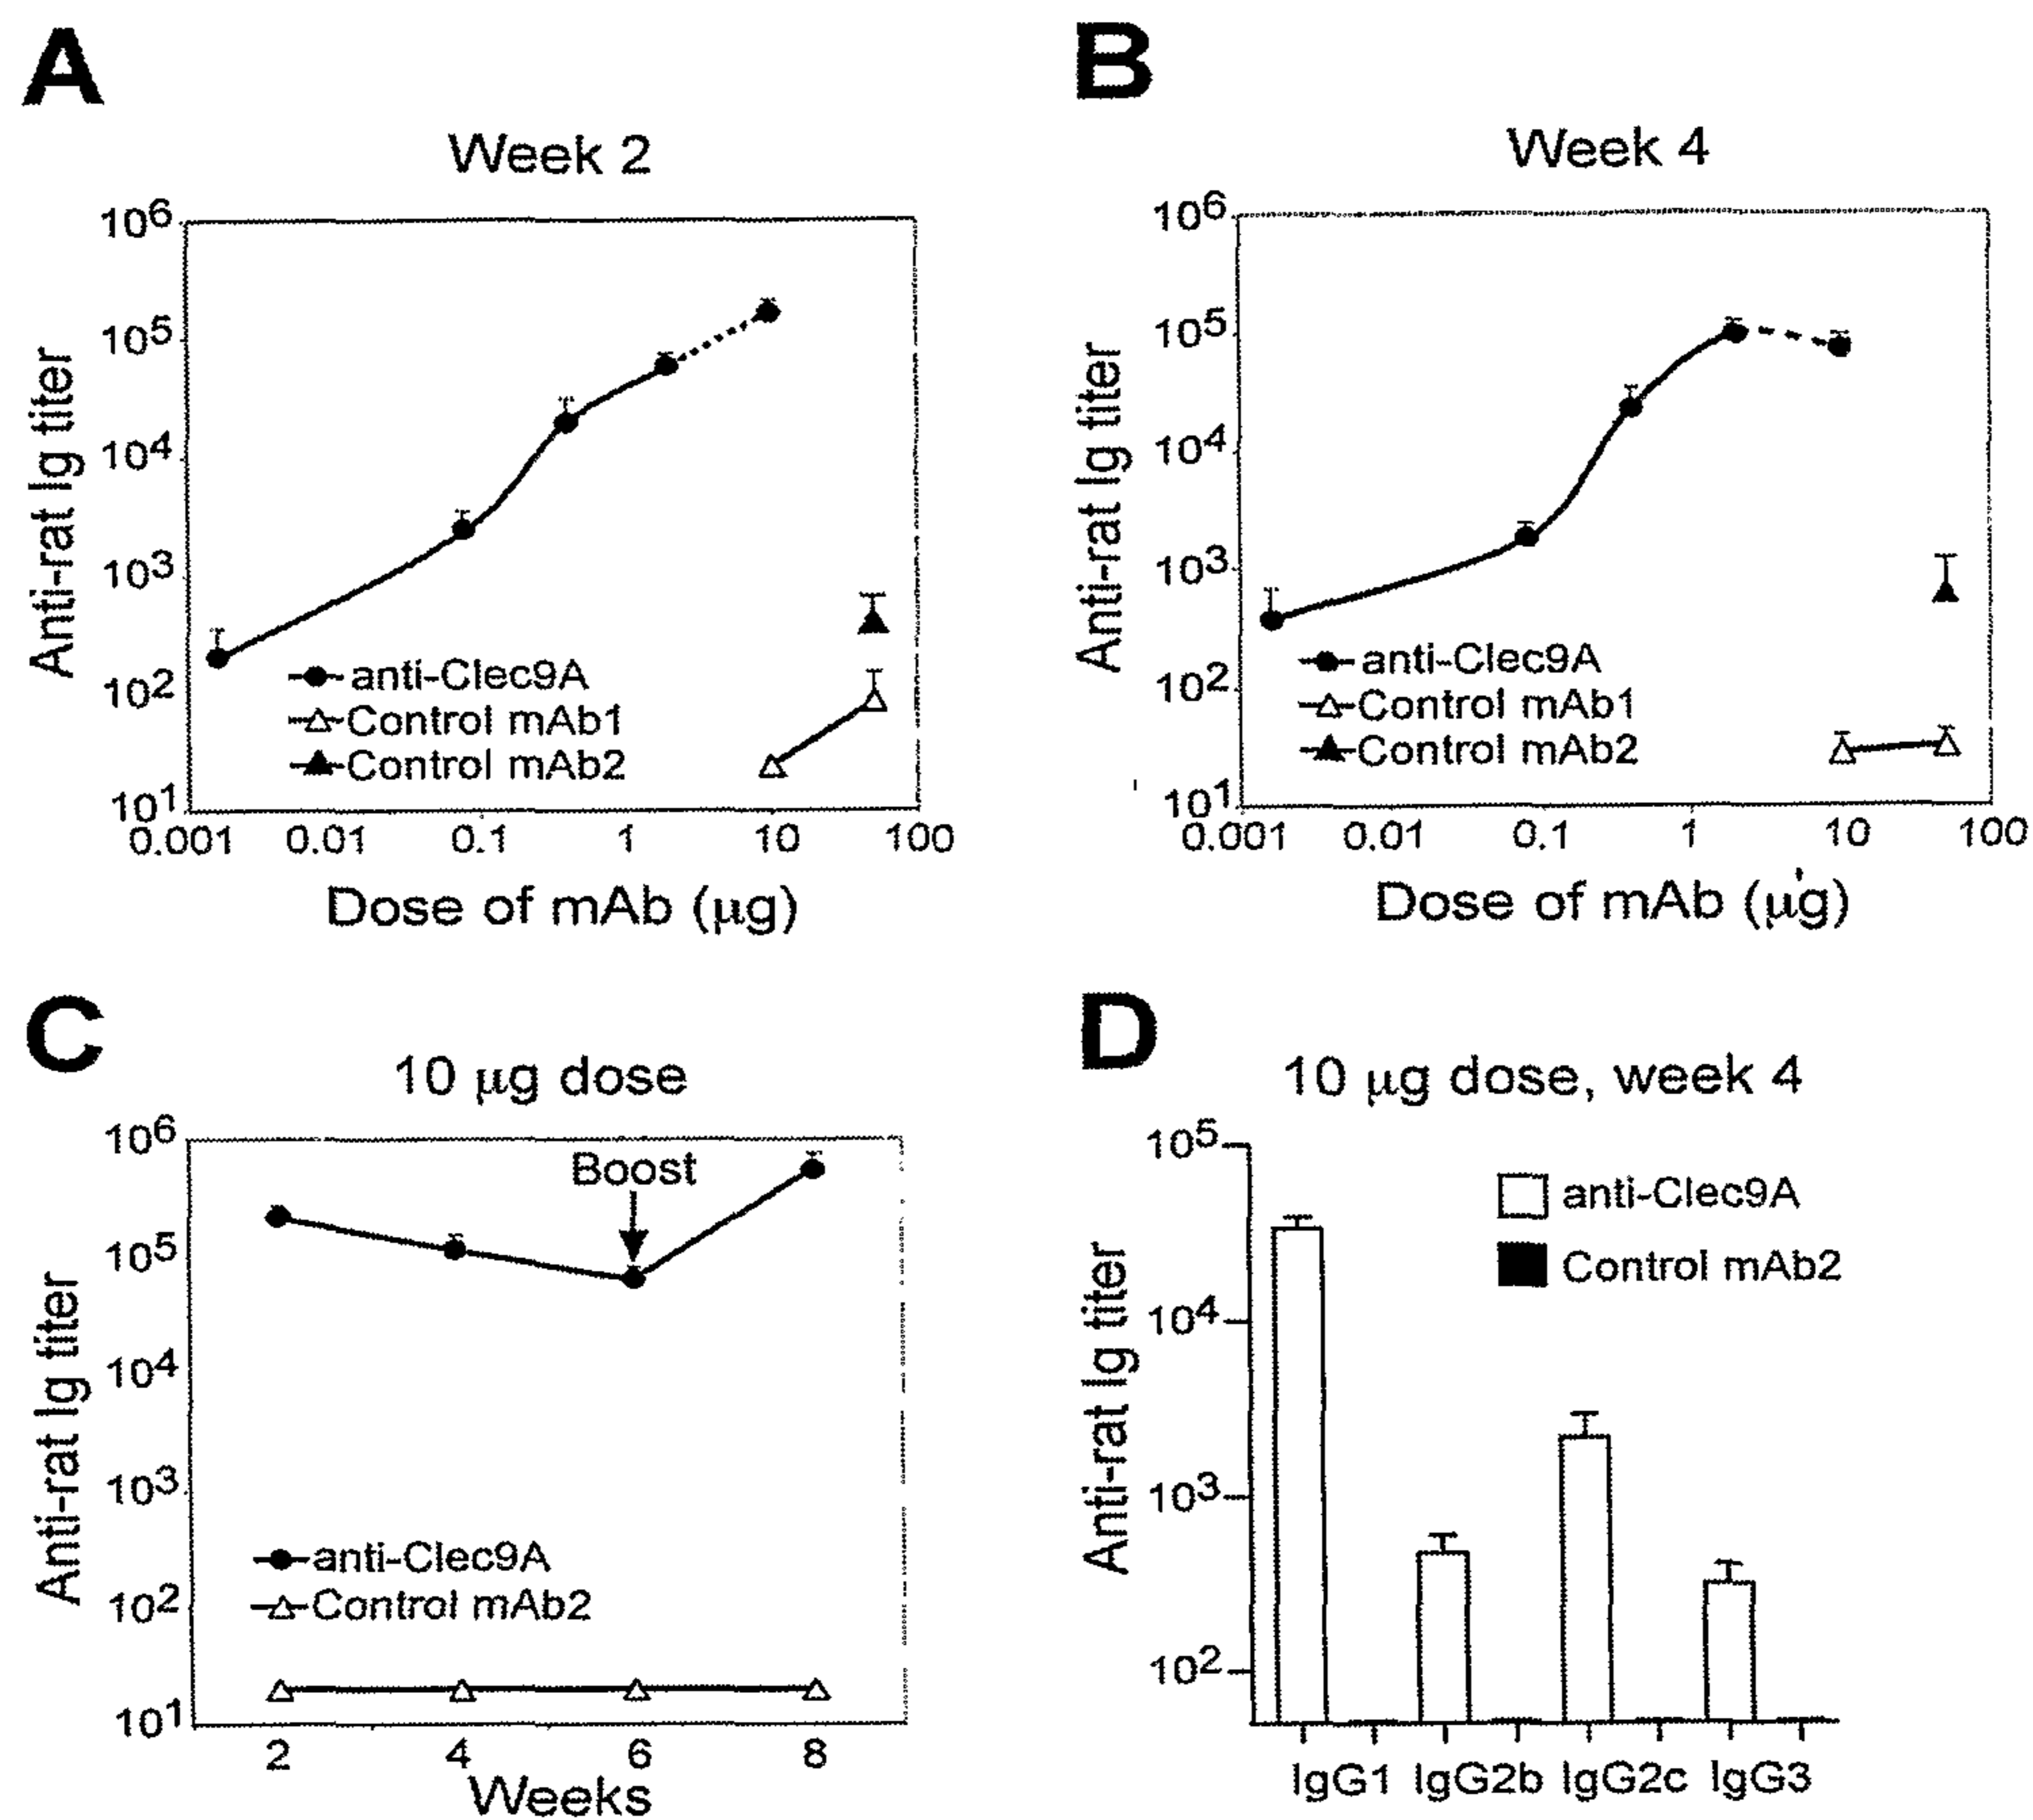 A
Week 2
Anti-rat Ig titer
10⁶
10⁵
10⁴
10³
10²
10¹
anti-Clec9A
Control mAb1
Control mAb2
0.001 0.01 0.1 1 10 100
Dose of mAb (µg)
B
Week 4
Anti-rat Ig titer
10⁶
10⁵
10⁴
10³
10²
10¹
anti-Clec9A
Control mAb1
Control mAb2
0.001 0.01 0.1 1 10 100
Dose of mAb (µg)
C
10 µg dose
Anti-rat Ig titer
10⁶
10⁵
10⁴
10³
10²
10¹
Boost
anti-Clec9A
Control mAb2
2 4 6 8
Weeks
D
10 µg dose, week 4
Anti-rat Ig titer
10⁵
10⁴
10³
10²
anti-Clec9A
Control mAb2
IgG1 IgG2b IgG2c IgG3